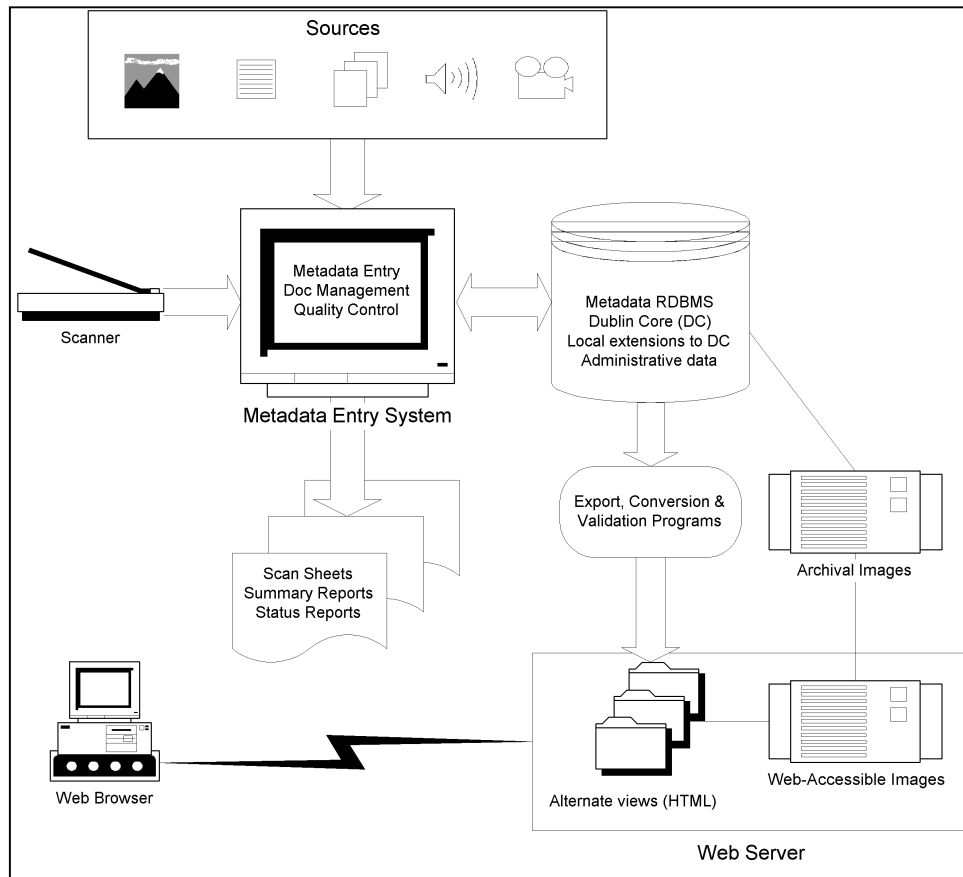 Sources
Metadata Entry
Doc Management
Quality Control
Metadata RDBMS
Dublin Core (DC)
Local extensions to DC
Administrative data
Scanner
Metadata Entry System
Export, Conversion &
Validation Programs
Archival Images
Scan Sheets
Summary Reports
Status Reports
Web-Accessible Images
Web Browser
Alternate views (HTML)
Web Server